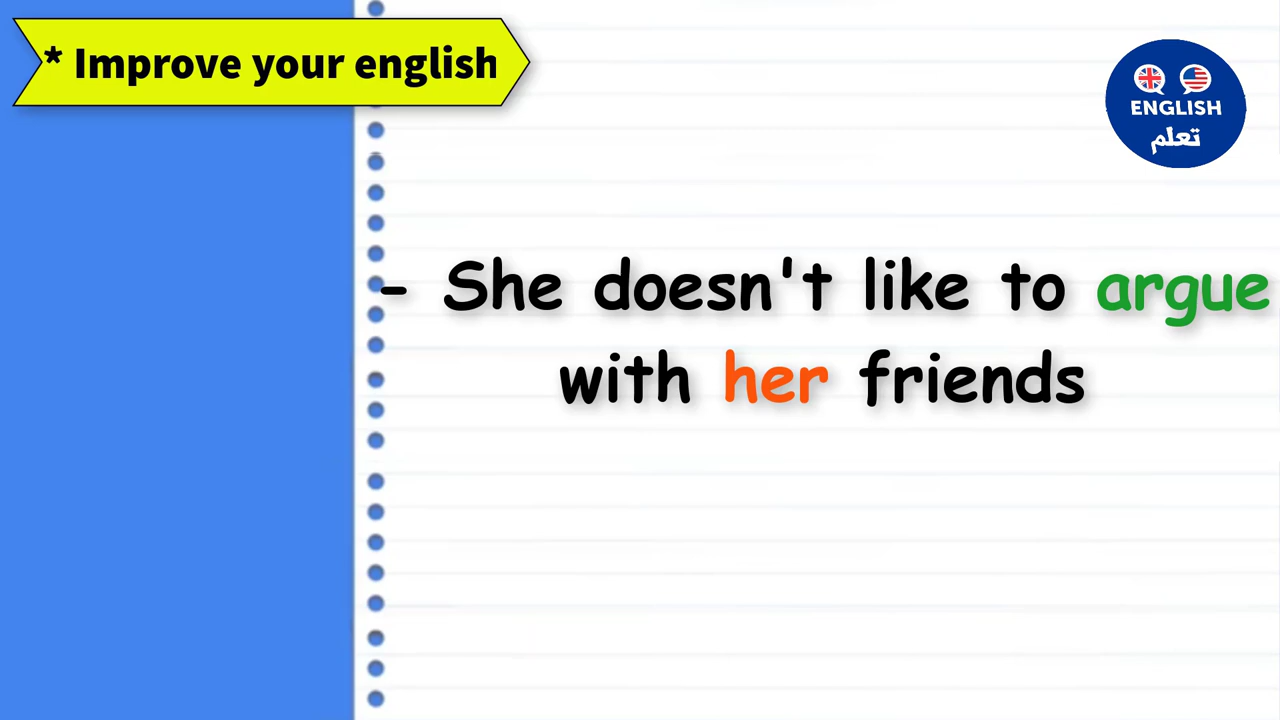 * Improve your english
ENGLISH
تعلم
- She doesn't like to argue
with her friends